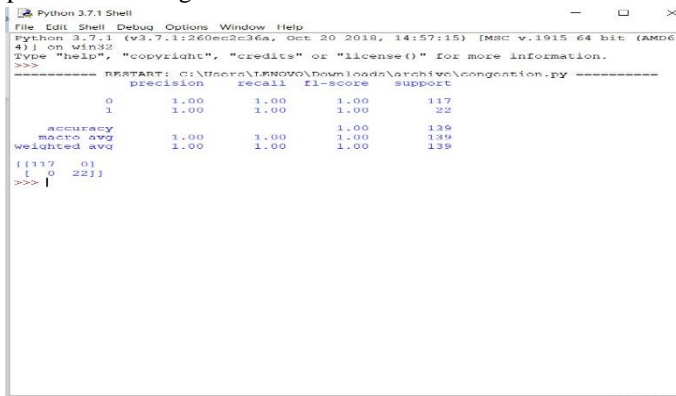 Python 3.7.1 Shell
File Edit Shell Debug Options Window Help
Python 3.7.1 (v3.7.1:260ec2c36a, Oct 20 2018, 14:57:15) [MSC v.1915 64 bit (AMD6
4)] on win32
Type "help", "copyright", "credits" or "license()" for more information.
>>>
========== RESTART: C:\Users\LENOVO\Downloads\archive\congestion.py ==========
precision recall f1-score support
0 1.00 1.00 1.00 117
1 1.00 1.00 1.00 22
accuracy 1.00 139
macro avg 1.00 1.00 1.00 139
weighted avg 1.00 1.00 1.00 139
[[117 0]
[ 0 22]]
>>>